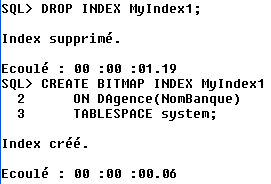 SQL> DROP INDEX MyIndex1;
Index supprimé.
Ecoulé : 00 :00 :01.19
SQL> CREATE BITMAP INDEX MyIndex1
2 ON DAgence(NomBanque)
3 TABLESPACE system;
Index créé.
Ecoulé : 00 :00 :00.06